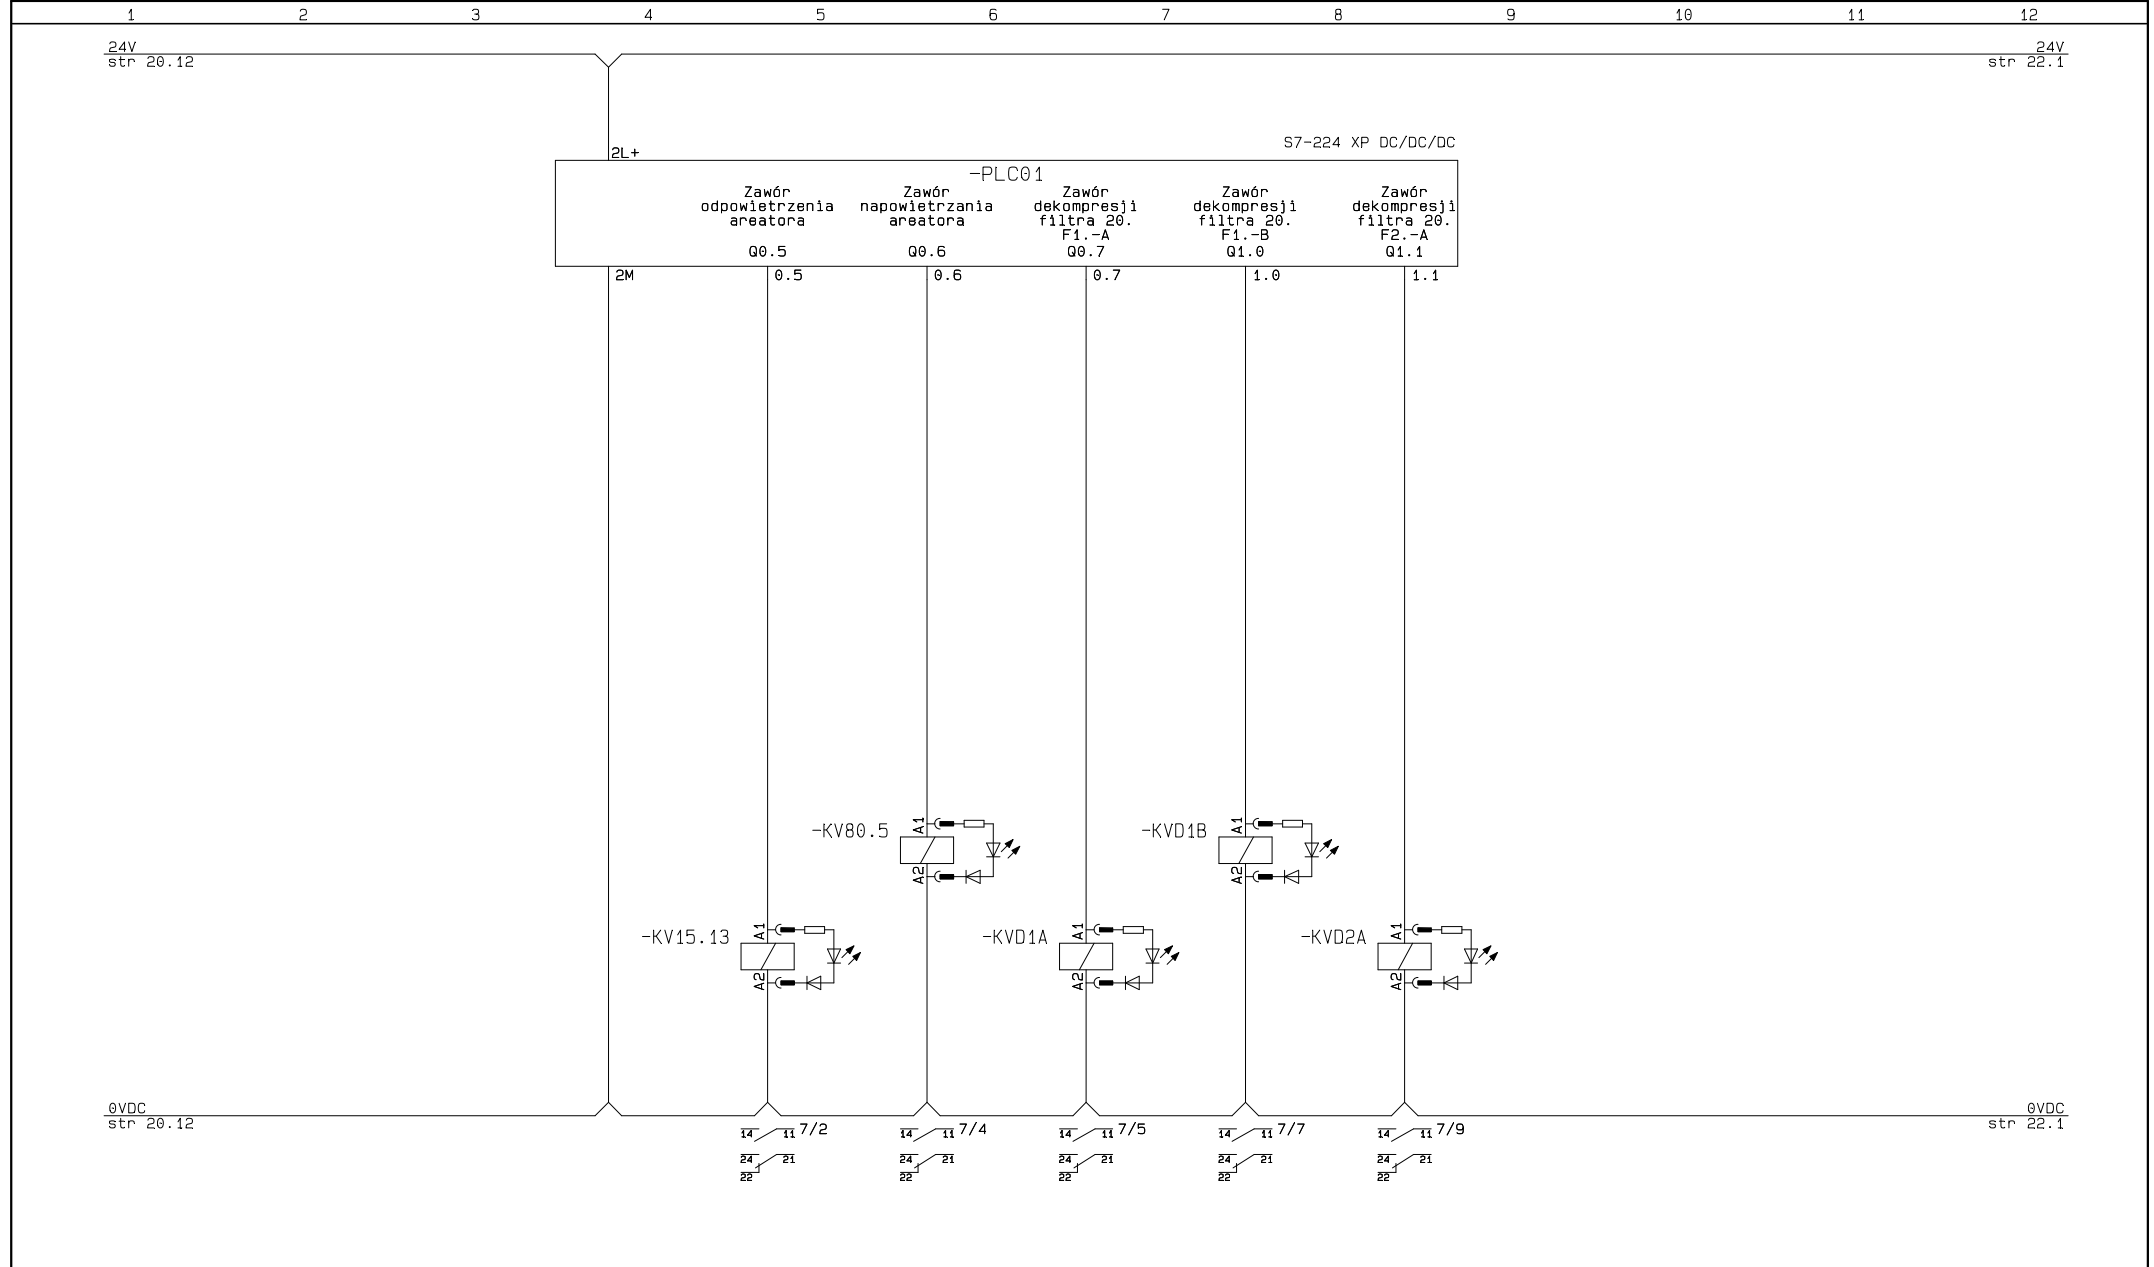 1 2 3 4 5 6 7 8 9 10 11 12
24V 24V
str 20.12 str 22.1
S7-224 XP DC/DC/DC
2L+
-PLC01
Zawór Zawór Zawór Zawór Zawór
odpowietrzenia napowietrzania dekompresji dekompresji dekompresji
areatora areatora filtra 20. filtra 20. filtra 20.
F1.-A F1.-B F2.-A
Q0.5 Q0.6 Q0.7 Q1.0 Q1.1
2M 0.5 0.6 0.7 1.0 1.1
-KV80.5 A1 -KVD1B A1
A2 A2
-KV15.13 A1 -KVD1A A1 -KVD2A A1
A2 A2 A2
0VDC 0VDC
str 20.12 str 22.1
14 11 7/2 14 11 7/4 14 11 7/5 14 11 7/7 14 11 7/9
24 21 24 21 24 21 24 21 24 21
22 22 22 22 22